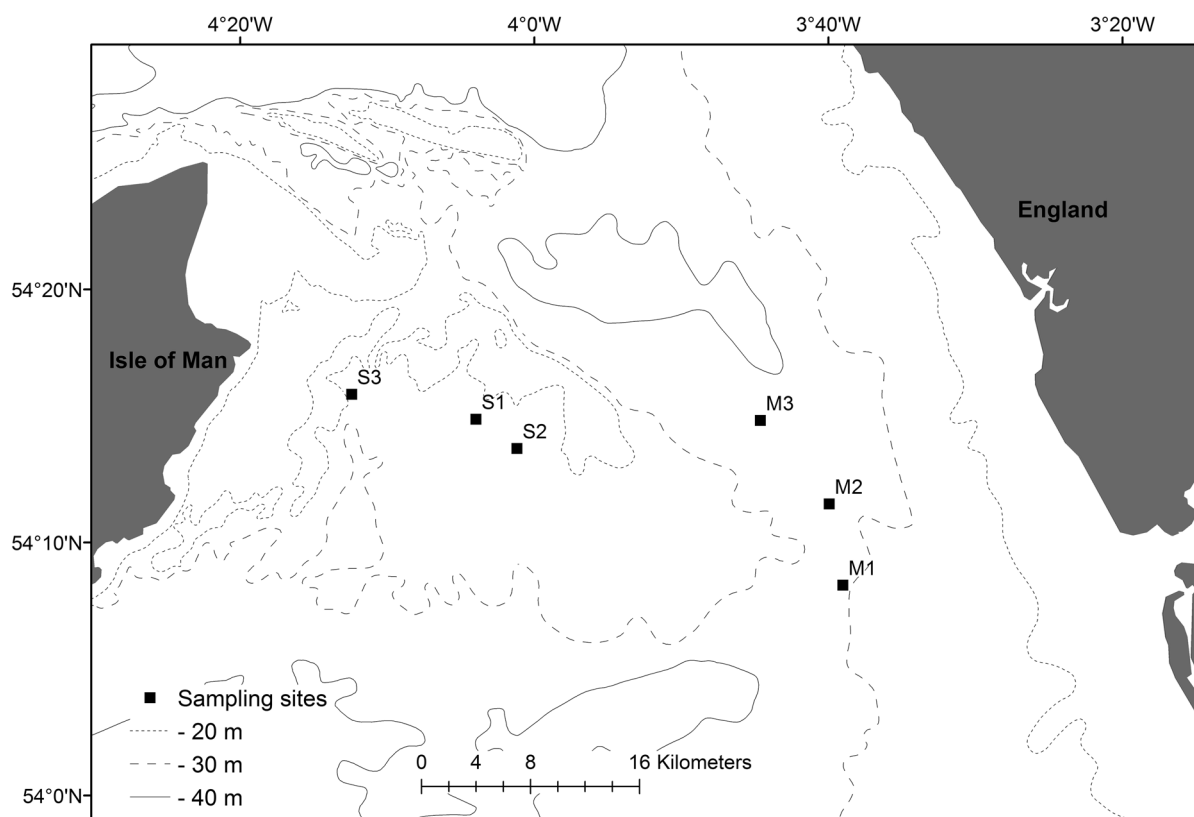 4°20'W 4°0'W 3°40'W 3°20'W
England
54°20'N
Isle of Man
S3
S1
M3
S2
M2
54°10'N
M1
Sampling sites
- 20 m
- 30 m
0 4 8 16 Kilometers
54°0'N
- 40 m